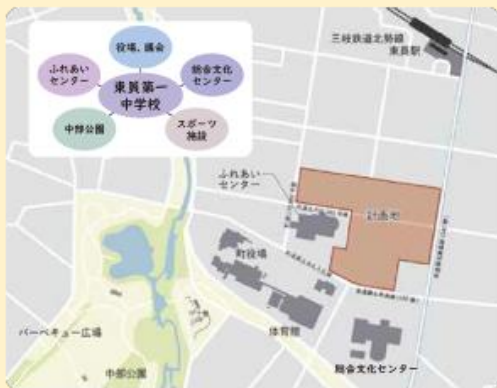 三岐鉄道北勢線
東員駅
役場、議会
ふれあい
センター
総合文化
センター
東員第一
中学校
中部公園
スポーツ
施設
ふれあい
センター
計画地
町役場
体育館
バーベキュー広場
総合文化センター
中部公園